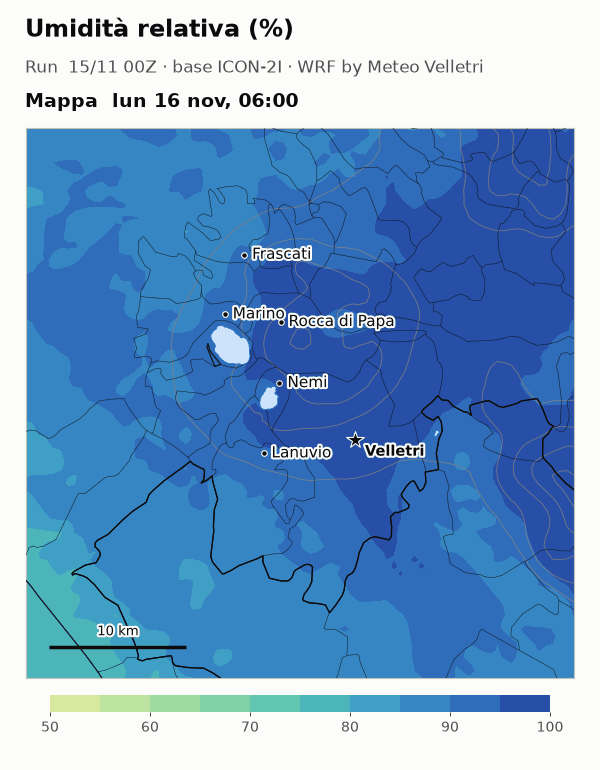 Umidità relativa (%)
Run  15/11 00Z · base ICON-2I · WRF by Meteo Velletri
Mappa  lun 16 nov, 06:00
Frascati
Marino
Rocca di Papa
Nemi
Velletri
Lanuvio
10 km
50 60 70 80 90 100